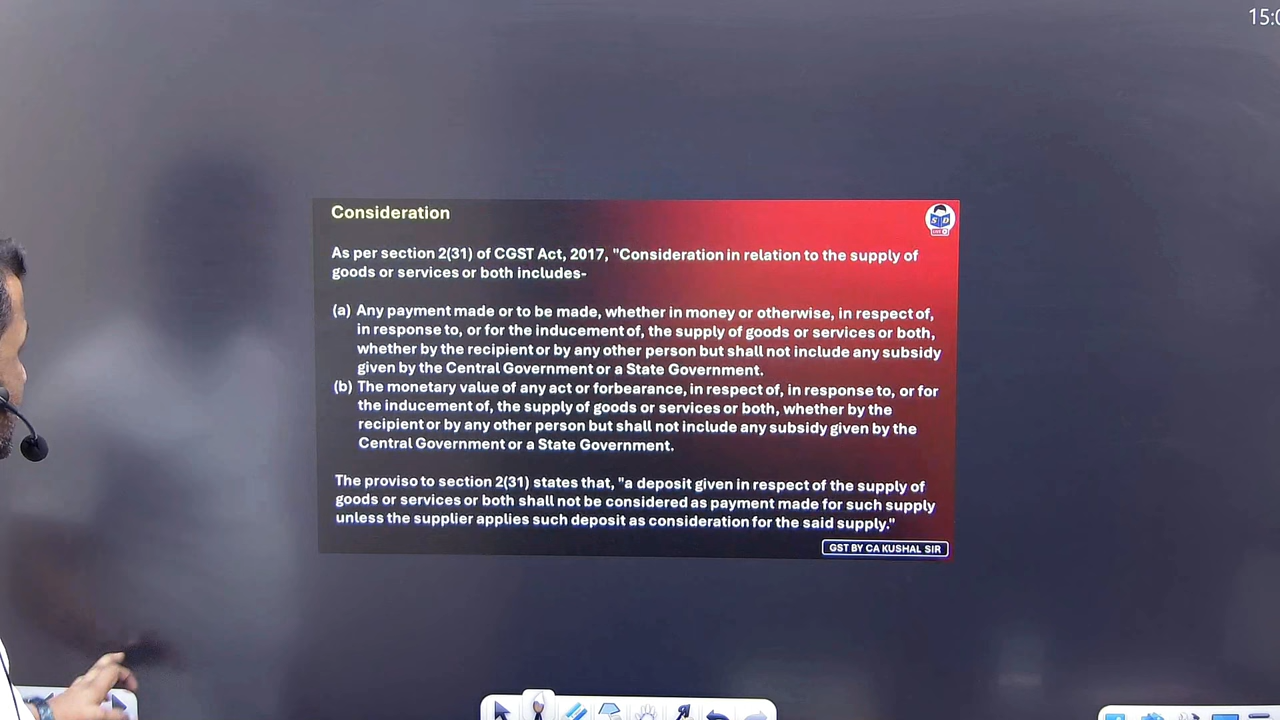 15:0
Consideration
S D
As per section 2(31) of CGST Act, 2017, "Consideration in relation to the supply of
goods or services or both includes-
(a) Any payment made or to be made, whether in money or otherwise, in respect of,
in response to, or for the inducement of, the supply of goods or services or both,
whether by the recipient or by any other person but shall not include any subsidy
given by the Central Government or a State Government.
(b) The monetary value of any act or forbearance, in respect of, in response to, or for
the inducement of, the supply of goods or services or both, whether by the
recipient or by any other person but shall not include any subsidy given by the
Central Government or a State Government.
The proviso to section 2(31) states that, "a deposit given in respect of the supply of
goods or services or both shall not be considered as payment made for such supply
unless the supplier applies such deposit as consideration for the said supply."
GST BY CA KUSHAL SIR